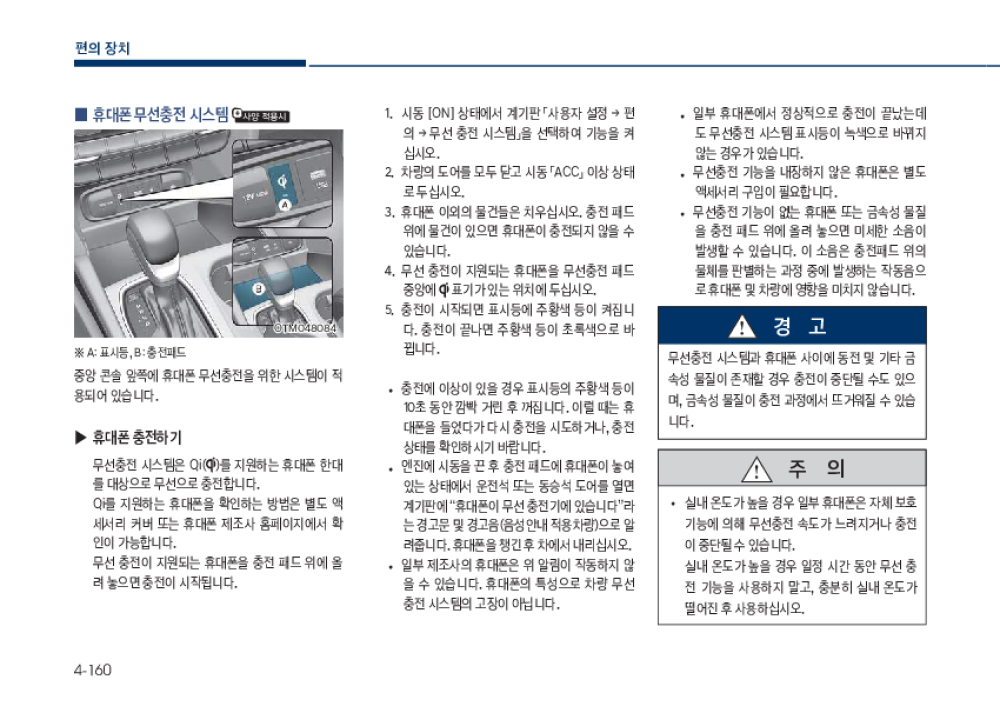 편의 장치
■ 휴대폰 무선충전 시스템 사양 적용시
A
B
OTM048084
※ A: 표시등, B: 충전패드
중앙 콘솔 앞쪽에 휴대폰 무선충전을 위한 시스템이 적
용되어 있습니다.
▶ 휴대폰 충전하기
무선충전 시스템은 Qi( )를 지원하는 휴대폰 한대
를 대상으로 무선으로 충전합니다.
Qi를 지원하는 휴대폰을 확인하는 방법은 별도 액
세서리 커버 또는 휴대폰 제조사 홈페이지에서 확
인이 가능합니다.
무선 충전이 지원되는 휴대폰을 충전 패드 위에 올
려 놓으면 충전이 시작됩니다.
1. 시동 [ON] 상태에서 계기판 「사용자 설정 → 편
의 → 무선 충전 시스템」을 선택하여 기능을 켜
십시오.
2. 차량의 도어를 모두 닫고 시동 「ACC」 이상 상태
로 두십시오.
3. 휴대폰 이외의 물건들은 치우십시오. 충전 패드
위에 물건이 있으면 휴대폰이 충전되지 않을 수
있습니다.
4. 무선 충전이 지원되는 휴대폰을 무선충전 패드
중앙에 표기가 있는 위치에 두십시오.
5. 충전이 시작되면 표시등에 주황색 등이 켜집니
다. 충전이 끝나면 주황색 등이 초록색으로 바
뀝니다.
• 충전에 이상이 있을 경우 표시등의 주황색 등이
10초 동안 깜빡 거린 후 꺼집니다. 이럴 때는 휴
대폰을 들었다가 다시 충전을 시도하거나, 충전
상태를 확인하시기 바랍니다.
• 엔진에 시동을 끈 후 충전 패드에 휴대폰이 놓여
있는 상태에서 운전석 또는 동승석 도어를 열면
계기판에 “휴대폰이 무선 충전기에 있습니다”라
는 경고문 및 경고음(음성안내 적용차량)으로 알
려줍니다. 휴대폰을 챙긴 후 차에서 내리십시오.
• 일부 제조사의 휴대폰은 위 알림이 작동하지 않
을 수 있습니다. 휴대폰의 특성으로 차량 무선
충전 시스템의 고장이 아닙니다.
• 일부 휴대폰에서 정상적으로 충전이 끝났는데
도 무선충전 시스템 표시등이 녹색으로 바뀌지
않는 경우가 있습니다.
• 무선충전 기능을 내장하지 않은 휴대폰은 별도
액세서리 구입이 필요합니다.
• 무선충전 기능이 없는 휴대폰 또는 금속성 물질
을 충전 패드 위에 올려 놓으면 미세한 소음이
발생할 수 있습니다. 이 소음은 충전패드 위의
물체를 판별하는 과정 중에 발생하는 작동음으
로 휴대폰 및 차량에 영향을 미치지 않습니다.
경 고
무선충전 시스템과 휴대폰 사이에 동전 및 기타 금
속성 물질이 존재할 경우 충전이 중단될 수도 있으
며, 금속성 물질이 충전 과정에서 뜨거워질 수 있습
니다.
주 의
• 실내 온도가 높을 경우 일부 휴대폰은 자체 보호
기능에 의해 무선충전 속도가 느려지거나 충전
이 중단될 수 있습니다.
실내 온도가 높을 경우 일정 시간 동안 무선 충
전 기능을 사용하지 말고, 충분히 실내 온도가
떨어진 후 사용하십시오.
4-160